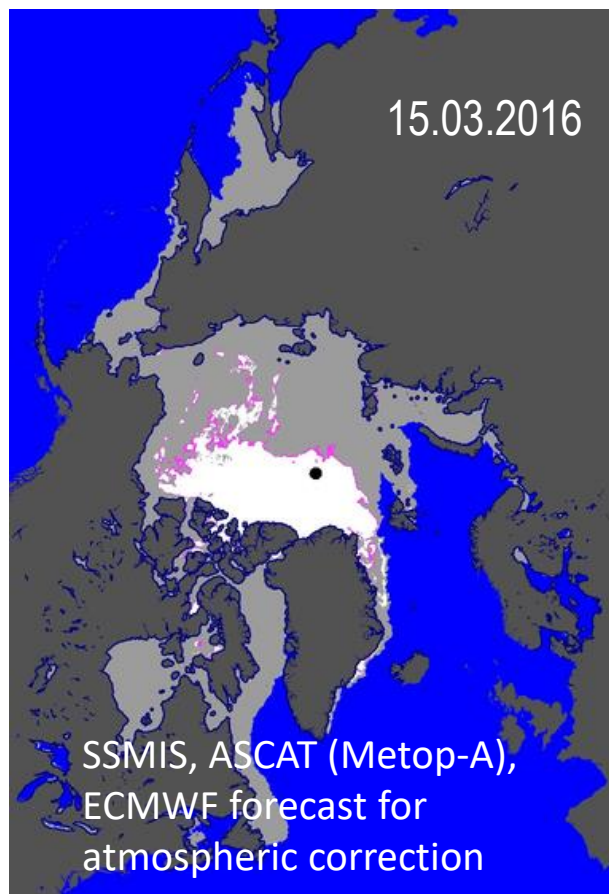 15.03.2016
SSMIS, ASCAT (Metop-A),
ECMWF forecast for
atmospheric correction